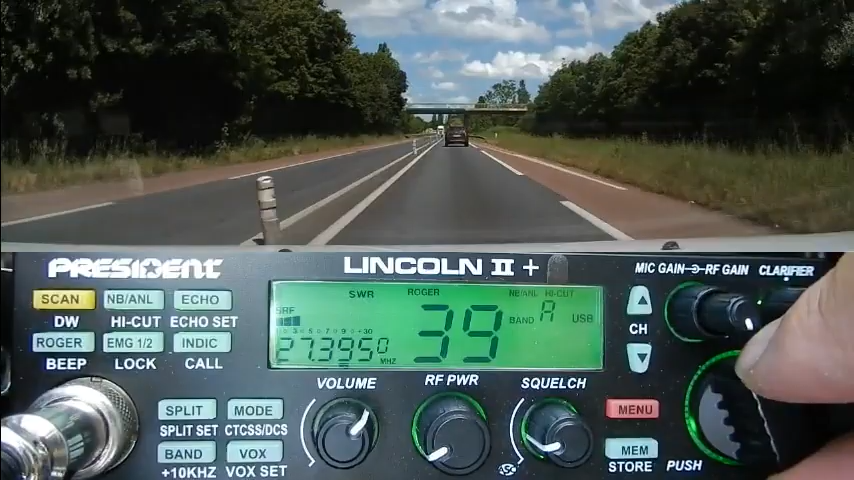 PRESIDENT
LINCOLN II +
MIC GAIN RF GAIN CLARIFIER
SCAN NB/ANL ECHO
DW HI-CUT ECHO SET
ROGER EMG 1/2 INDIC
BEEP LOCK CALL
SWR ROGER NB/ANL HI-CUT
SRF
BAND A USB
39
27.3950 MHZ
CH
VOLUME RF PWR SQUELCH
SPLIT MODE
SPLIT SET CTCSS/DCS
BAND VOX
+10KHZ VOX SET
ASC
MENU
MEM
STORE PUSH